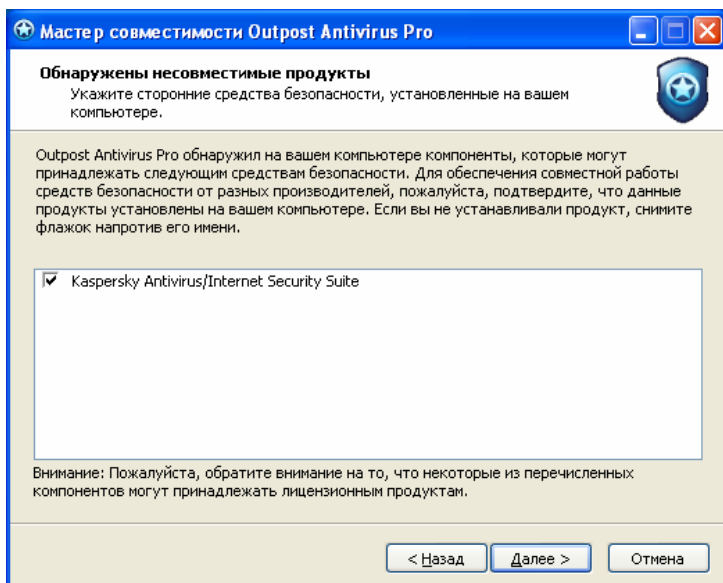 Мастер совместимости Outpost Antivirus Pro
Обнаружены несовместимые продукты
Укажите сторонние средства безопасности, установленные на вашем
компьютере.
Outpost Antivirus Pro обнаружил на вашем компьютере компоненты, которые могут
принадлежать следующим средствам безопасности. Для обеспечения совместной работы
средств безопасности от разных производителей, пожалуйста, подтвердите, что данные
продукты установлены на вашем компьютере. Если вы не устанавливали продукт, снимите
флажок напротив его имени.
Kaspersky Antivirus/Internet Security Suite
Внимание: Пожалуйста, обратите внимание на то, что некоторые из перечисленных
компонентов могут принадлежать лицензионным продуктам.
< Назад Далее > Отмена